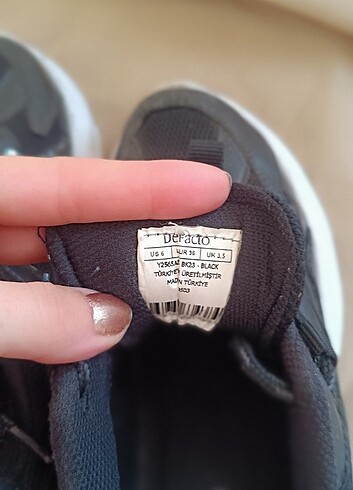 DeFacto
US 6 EUR 36 UK 3,5
BK23 - BLACK
TÜRKİYE ÜRETİLMİŞTİR
MADE IN TÜRKİYE